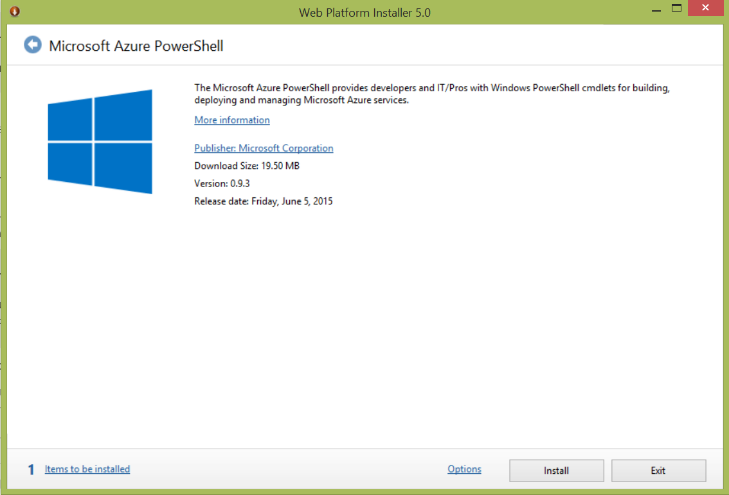 Web Platform Installer 5.0
Microsoft Azure PowerShell
The Microsoft Azure PowerShell provides developers and IT/Pros with Windows PowerShell cmdlets for building,
deploying and managing Microsoft Azure services.
More information
Publisher: Microsoft Corporation
Download Size: 19.50 MB
Version: 0.9.3
Release date: Friday, June 5, 2015
1 Items to be installed
Options
Install
Exit